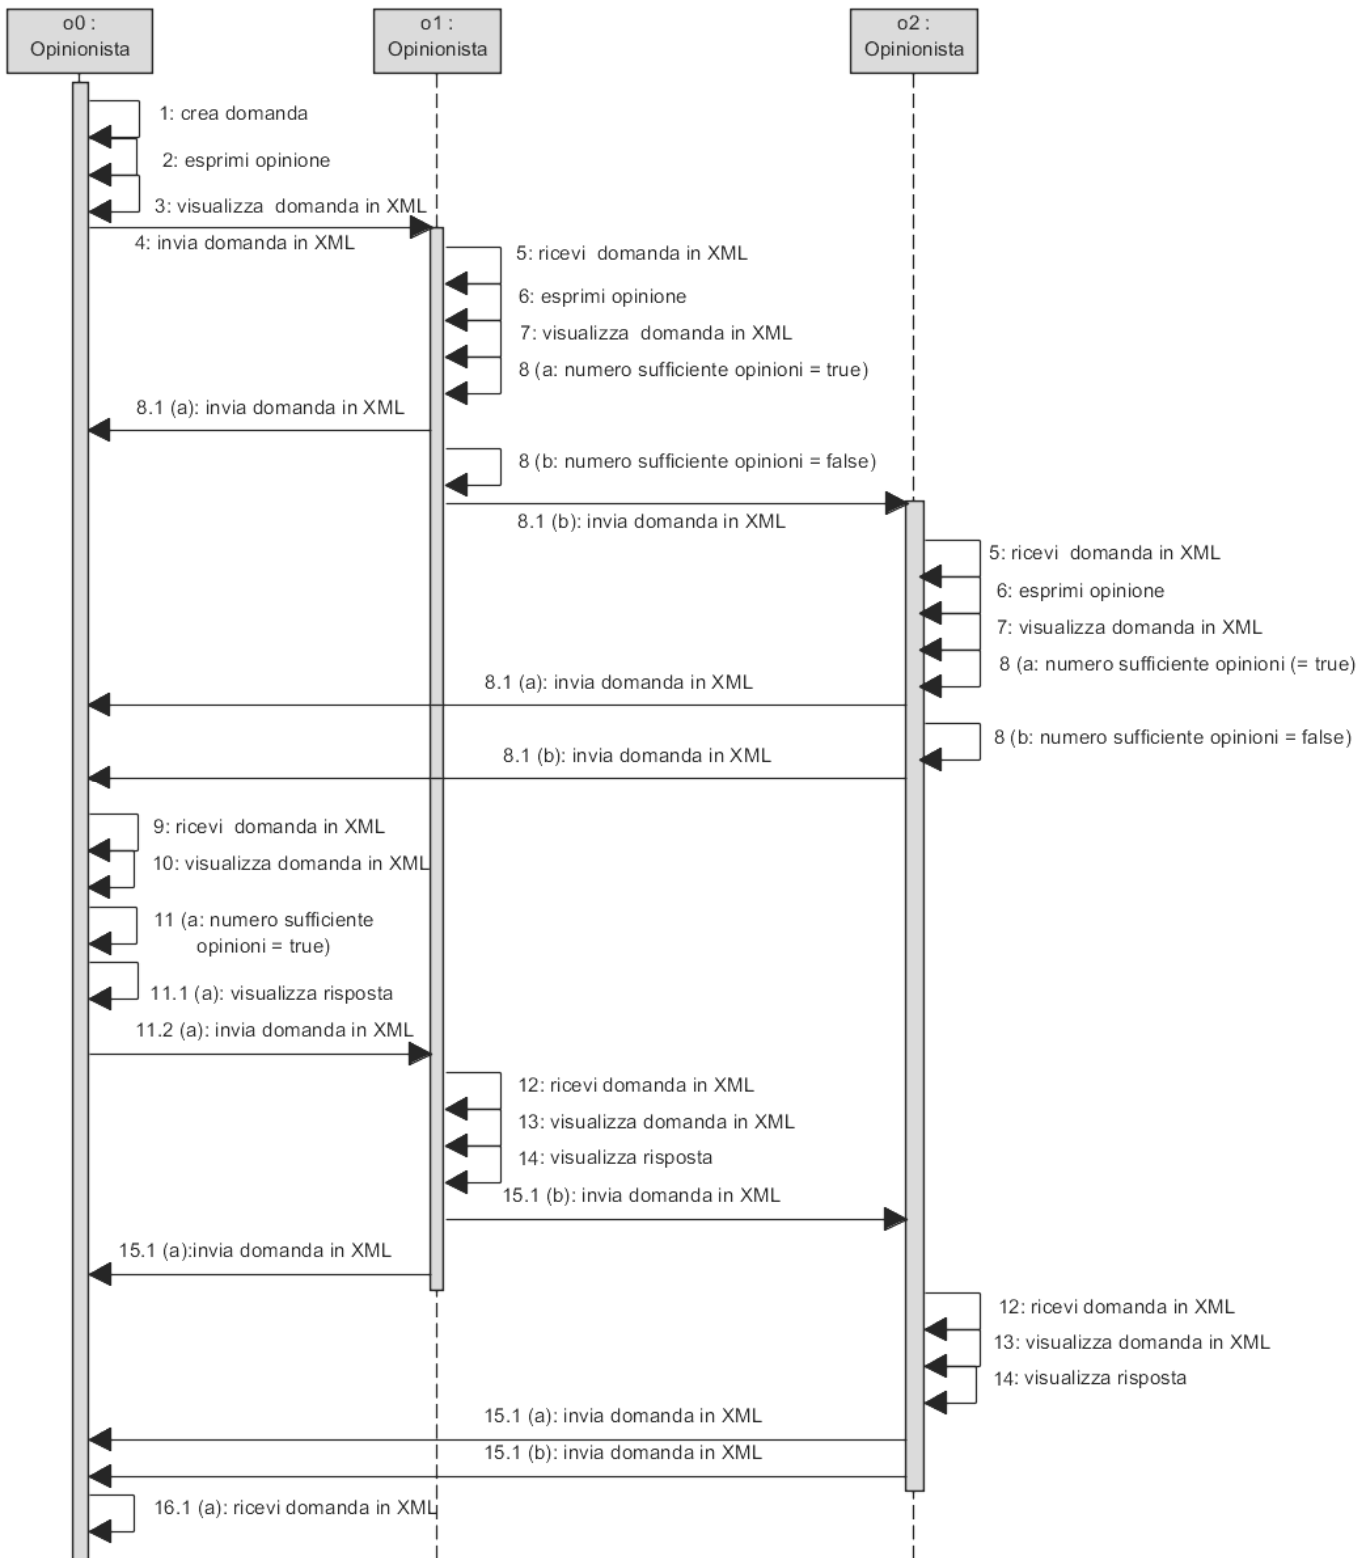 o0 :
Opinionista
o1 :
Opinionista
o2 :
Opinionista
1: crea domanda
2: esprimi opinione
3: visualizza domanda in XML
4: invia domanda in XML
5: ricevi domanda in XML
6: esprimi opinione
7: visualizza domanda in XML
8 (a: numero sufficiente opinioni = true)
8.1 (a): invia domanda in XML
8 (b: numero sufficiente opinioni = false)
8.1 (b): invia domanda in XML
5: ricevi domanda in XML
6: esprimi opinione
7: visualizza domanda in XML
8 (a: numero sufficiente opinioni (= true)
8.1 (a): invia domanda in XML
8 (b: numero sufficiente opinioni = false)
8.1 (b): invia domanda in XML
9: ricevi domanda in XML
10: visualizza domanda in XML
11 (a: numero sufficiente
opinioni = true)
11.1 (a): visualizza risposta
11.2 (a): invia domanda in XML
12: ricevi domanda in XML
13: visualizza domanda in XML
14: visualizza risposta
15.1 (b): invia domanda in XML
15.1 (a):invia domanda in XML
12: ricevi domanda in XML
13: visualizza domanda in XML
14: visualizza risposta
15.1 (a): invia domanda in XML
15.1 (b): invia domanda in XML
16.1 (a): ricevi domanda in XML